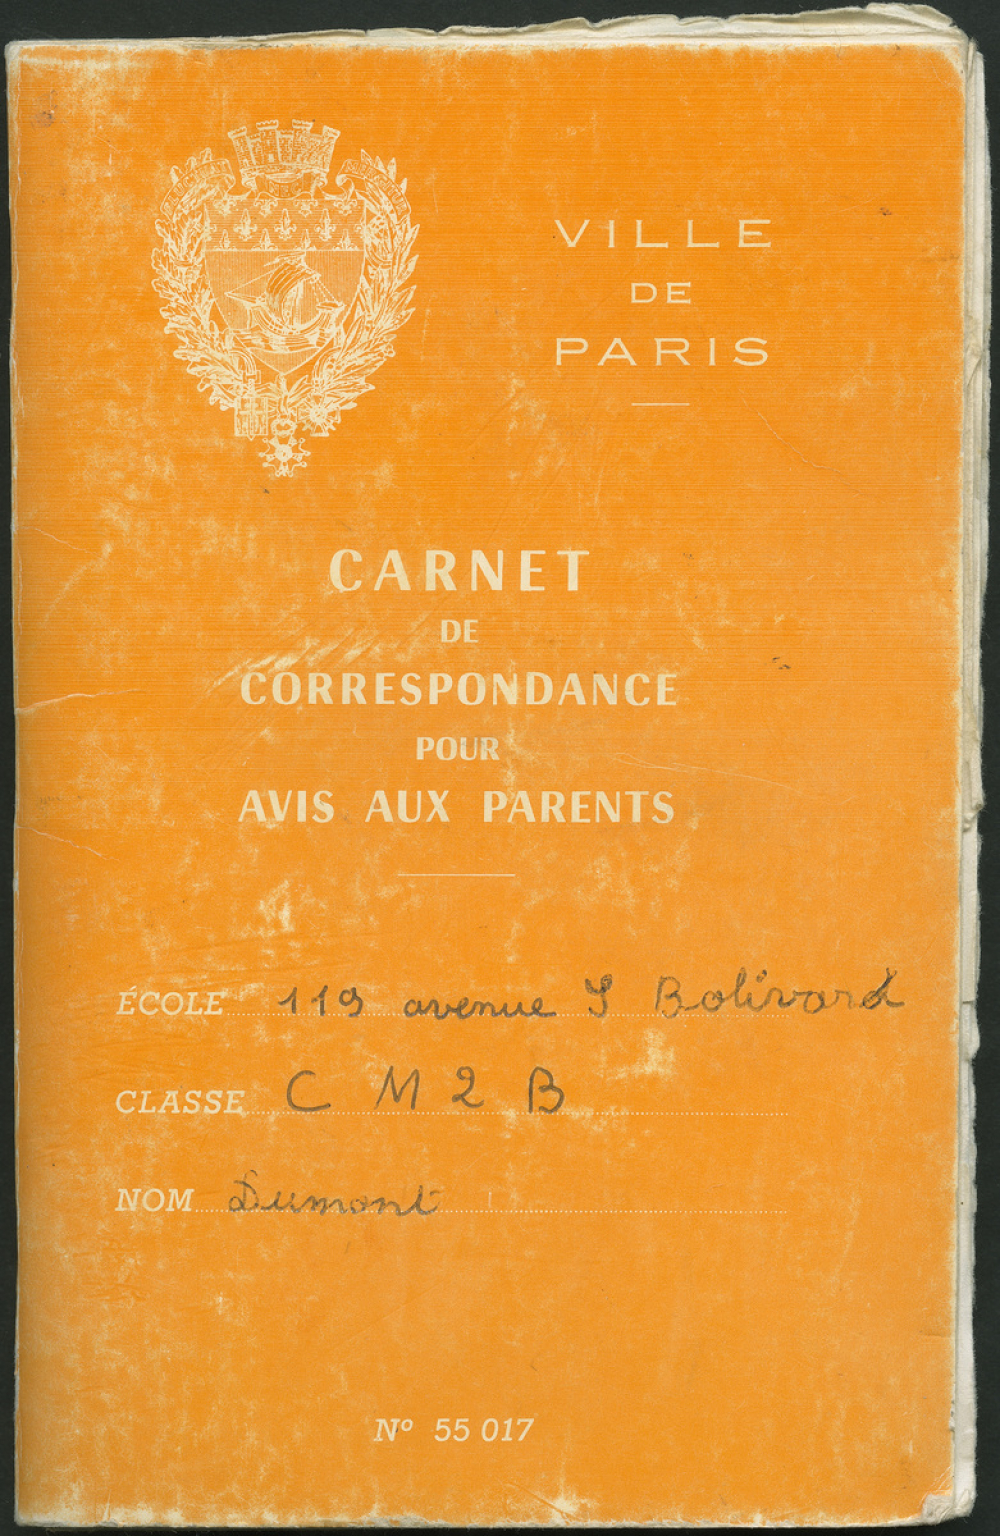 VILLE
DE
PARIS
CARNET
DE
CORRESPONDANCE
POUR
AVIS AUX PARENTS
ÉCOLE 119 avenue S Bolivard
CLASSE C M 2 B
NOM Dumont
Nº 55 017